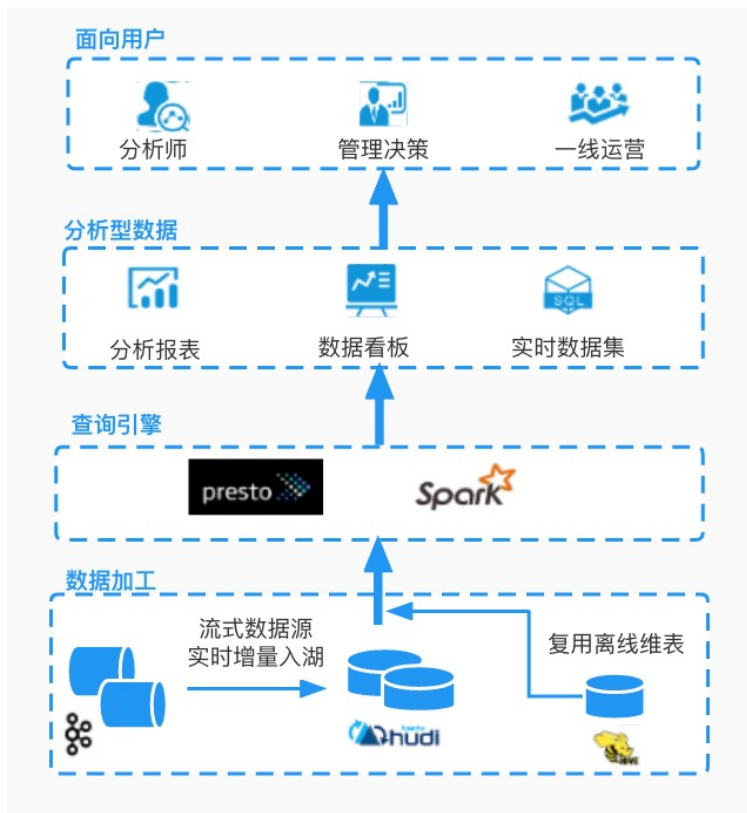 面向用户
分析师
管理决策
一线运营
分析型数据
SQL
分析报表
数据看板
实时数据集
查询引擎
presto
Spark
数据加工
流式数据源
实时增量入湖
复用离线维表
hudi
HIVE